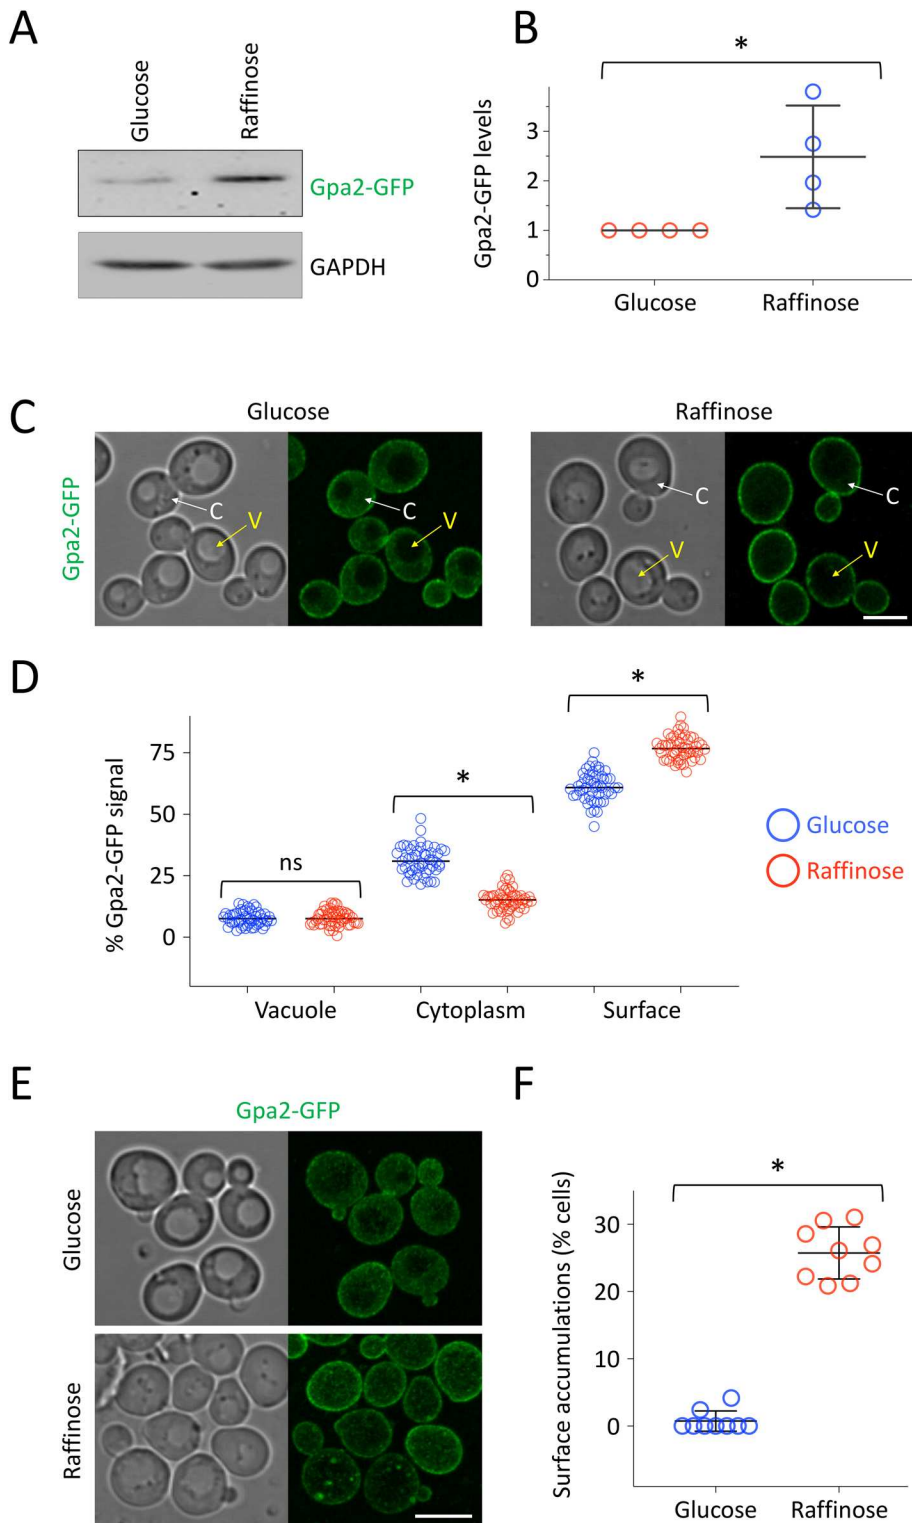 A
Glucose
Raffinose
Gpa2-GFP
GAPDH
B
*
Gpa2-GFP levels
3
2
1
0
Glucose
Raffinose
C
Glucose
Raffinose
Gpa2-GFP
C
V
C
V
C
V
C
V
D
% Gpa2-GFP signal
75
50
25
0
ns
*
*
Vacuole
Cytoplasm
Surface
Glucose
Raffinose
E
Gpa2-GFP
Glucose
Raffinose
F
*
Surface accumulations (% cells)
30
20
10
0
Glucose
Raffinose